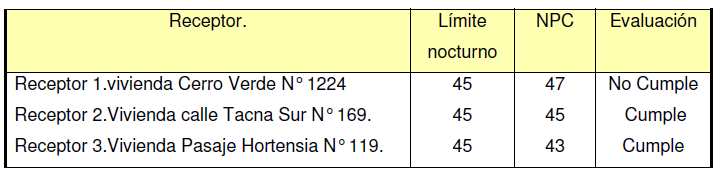 Receptor. Límite nocturno NPC Evaluación
Receptor 1.vivienda Cerro Verde N° 1224 45 47 No Cumple
Receptor 2.Vivienda calle Tacna Sur N° 169. 45 45 Cumple
Receptor 3.Vivienda Pasaje Hortensia N° 119. 45 43 Cumple